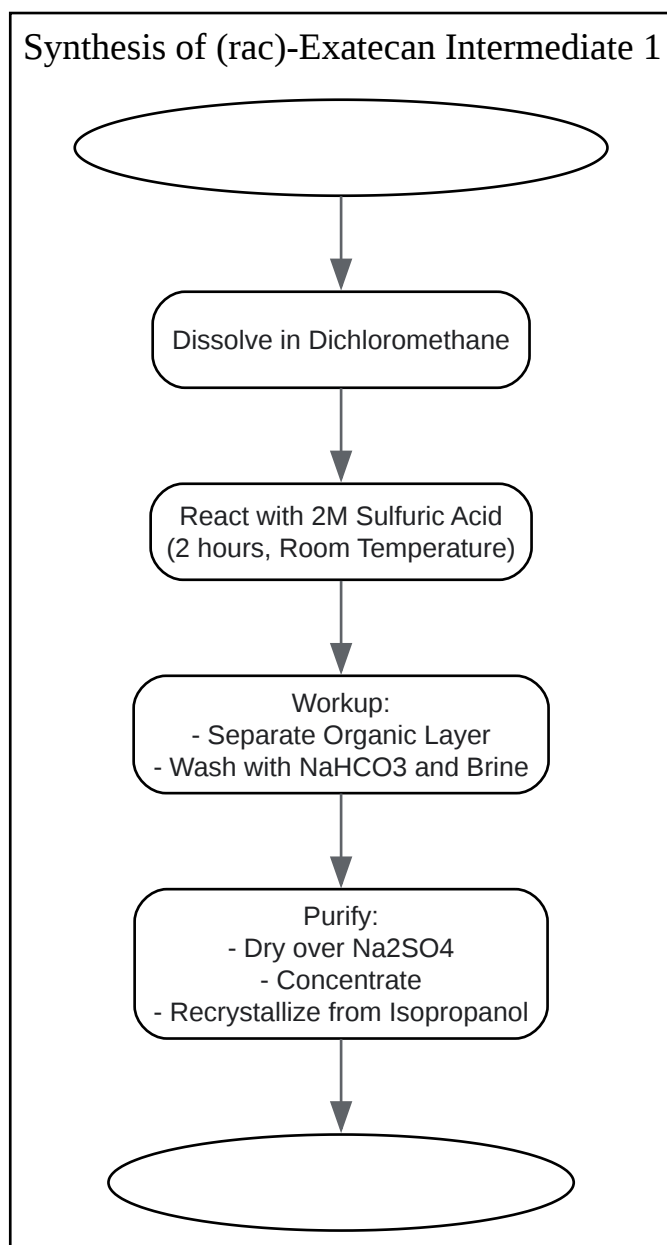 Synthesis of (rac)-Exatecan Intermediate 1
Dissolve in Dichloromethane
React with 2M Sulfuric Acid
(2 hours, Room Temperature)
Workup:
- Separate Organic Layer
- Wash with NaHCO3 and Brine
Purify:
- Dry over Na2SO4
- Concentrate
- Recrystallize from Isopropanol